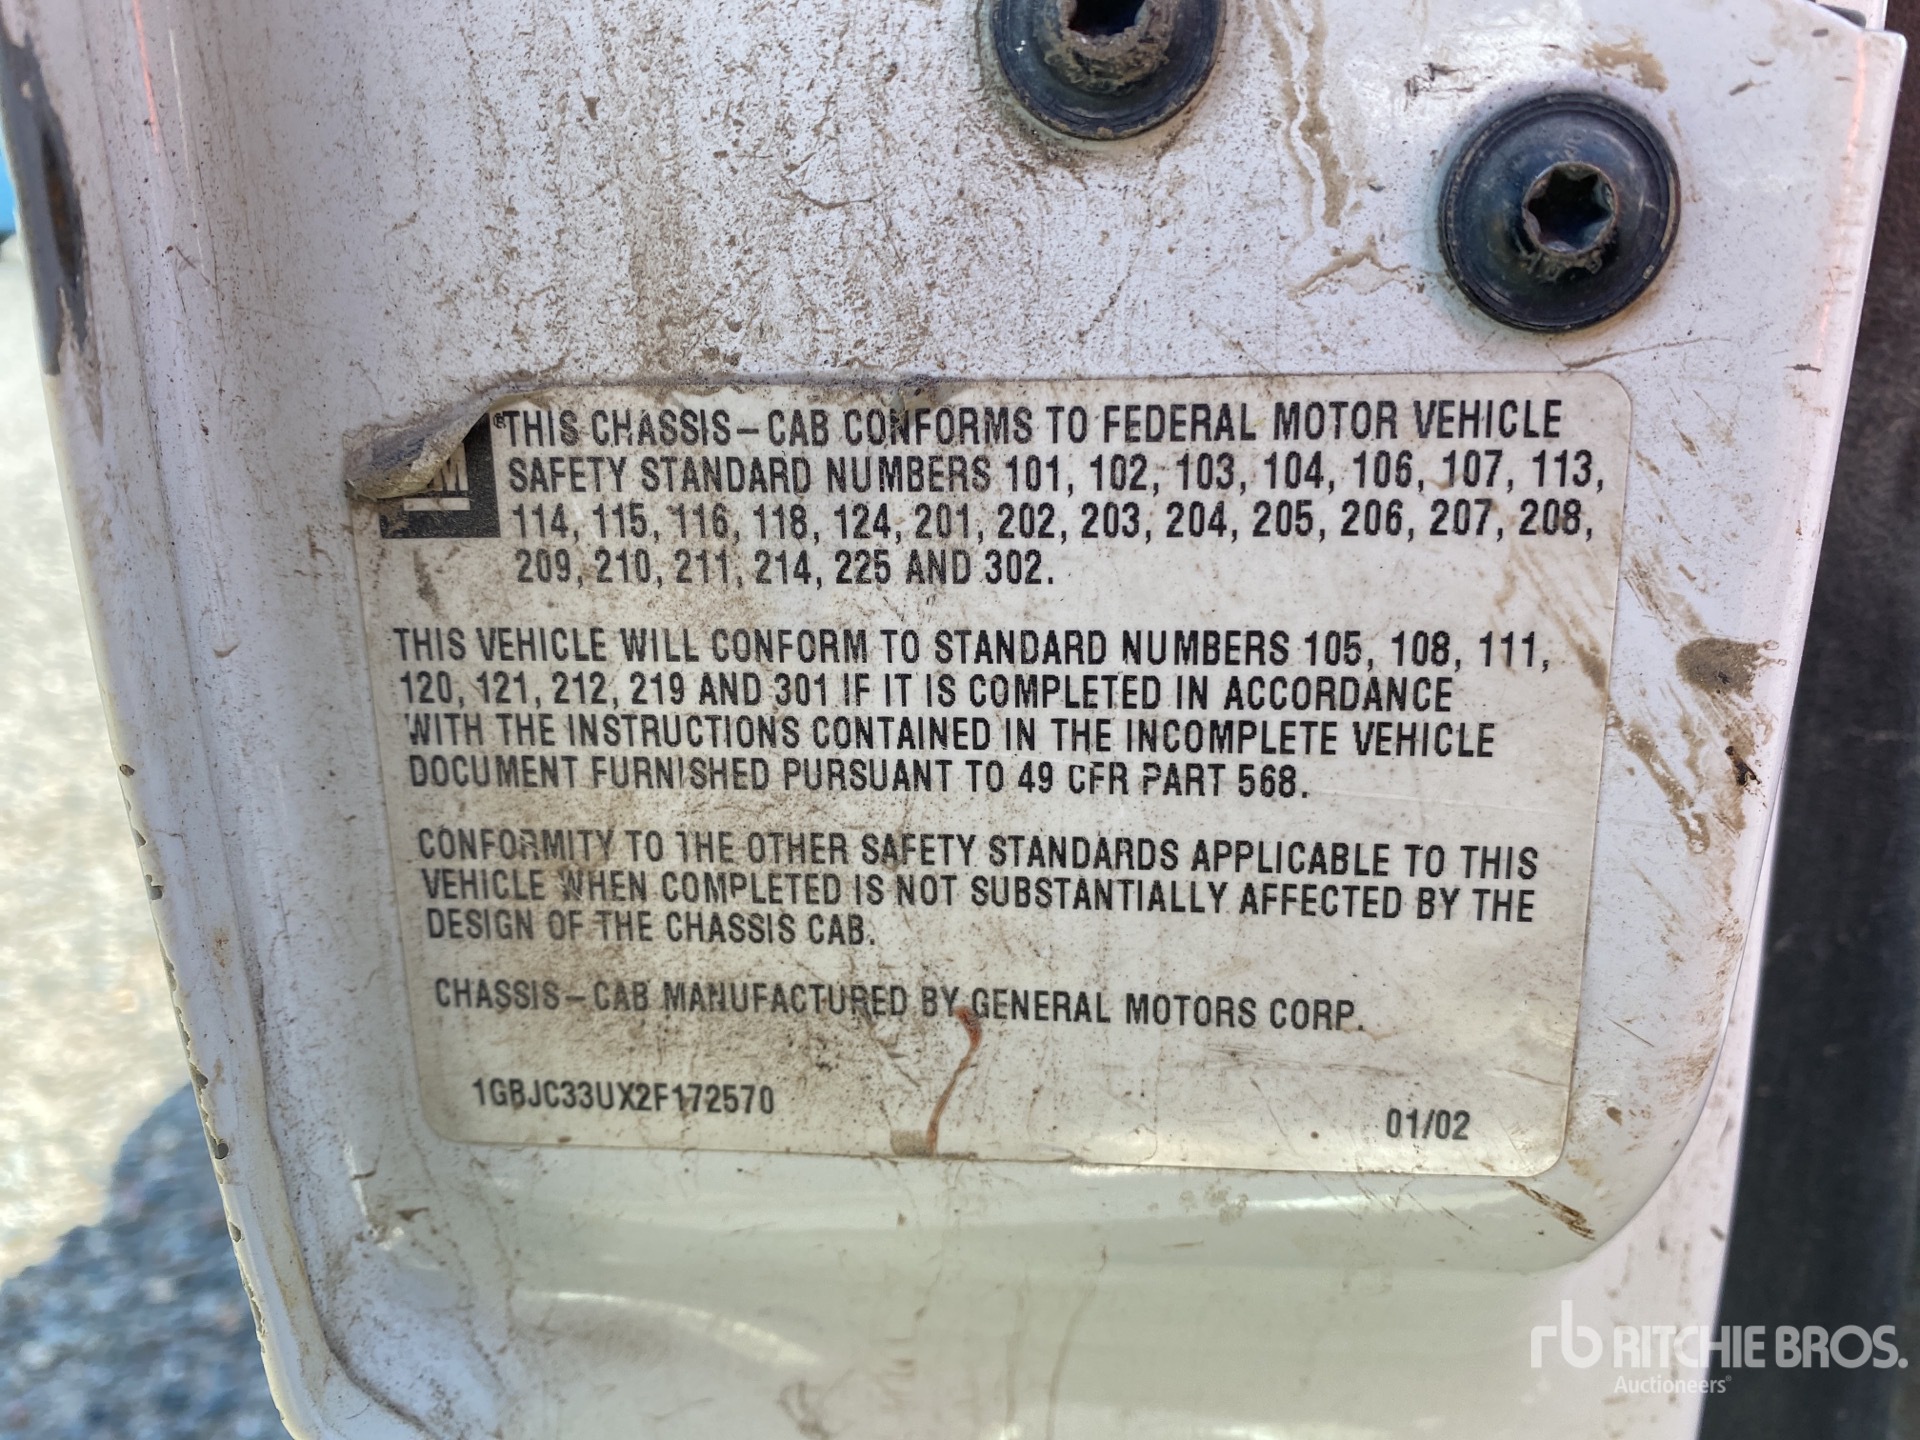 M
®THIS CHASSIS-CAB CONFORMS TO FEDERAL MOTOR VEHICLE
SAFETY STANDARD NUMBERS 101, 102, 103, 104, 106, 107, 113,
114, 115, 116, 118, 124, 201, 202, 203, 204, 205, 206, 207, 208,
209, 210, 211, 214, 225 AND 302.
THIS VEHICLE WILL CONFORM TO STANDARD NUMBERS 105, 108, 111,
120, 121, 212, 219 AND 301 IF IT IS COMPLETED IN ACCORDANCE
WITH THE INSTRUCTIONS CONTAINED IN THE INCOMPLETE VEHICLE
DOCUMENT FURNISHED PURSUANT TO 49 CFR PART 568.
CONFORMITY TO THE OTHER SAFETY STANDARDS APPLICABLE TO THIS
VEHICLE WHEN COMPLETED IS NOT SUBSTANTIALLY AFFECTED BY THE
DESIGN OF THE CHASSIS CAB.
CHASSIS-CAB MANUFACTURED BY GENERAL MOTORS CORP.
1GBJC33UX2F172570
01/02
rb RITCHIE BROS.
Auctioneers®